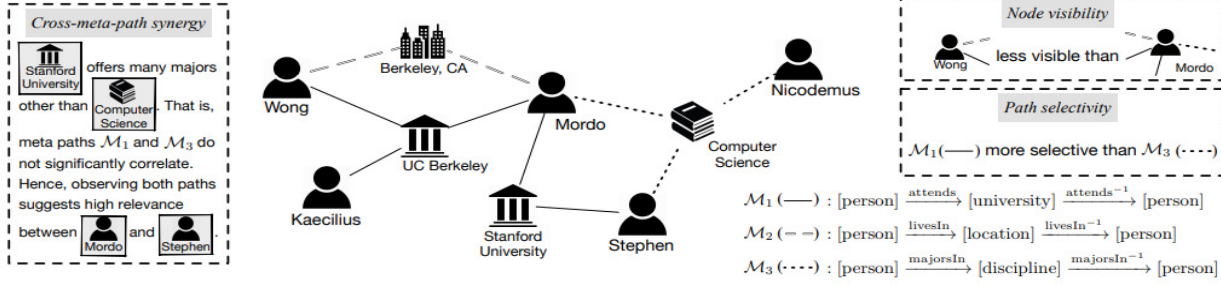 Cross-meta-path synergy
Stanford
University
offers many majors
other than
Computer
Science
. That is,
meta paths ℳ₁ and ℳ₃ do
not significantly correlate.
Hence, observing both paths
suggests high relevance
between
Mordo
and
Stephen
.
Berkeley, CA
Wong
Mordo
Nicodemus
UC Berkeley
Computer
Science
Kaecilius
Stanford
University
Stephen
Node visibility
Wong
less visible than
Mordo
Path selectivity
ℳ₁(——) more selective than ℳ₃(····)
ℳ₁(——) : [person] —attends→ [university] —attends⁻¹→ [person]
ℳ₂(– –) : [person] —livesIn→ [location] —livesIn⁻¹→ [person]
ℳ₃(····) : [person] —majorsIn→ [discipline] —majorsIn⁻¹→ [person]